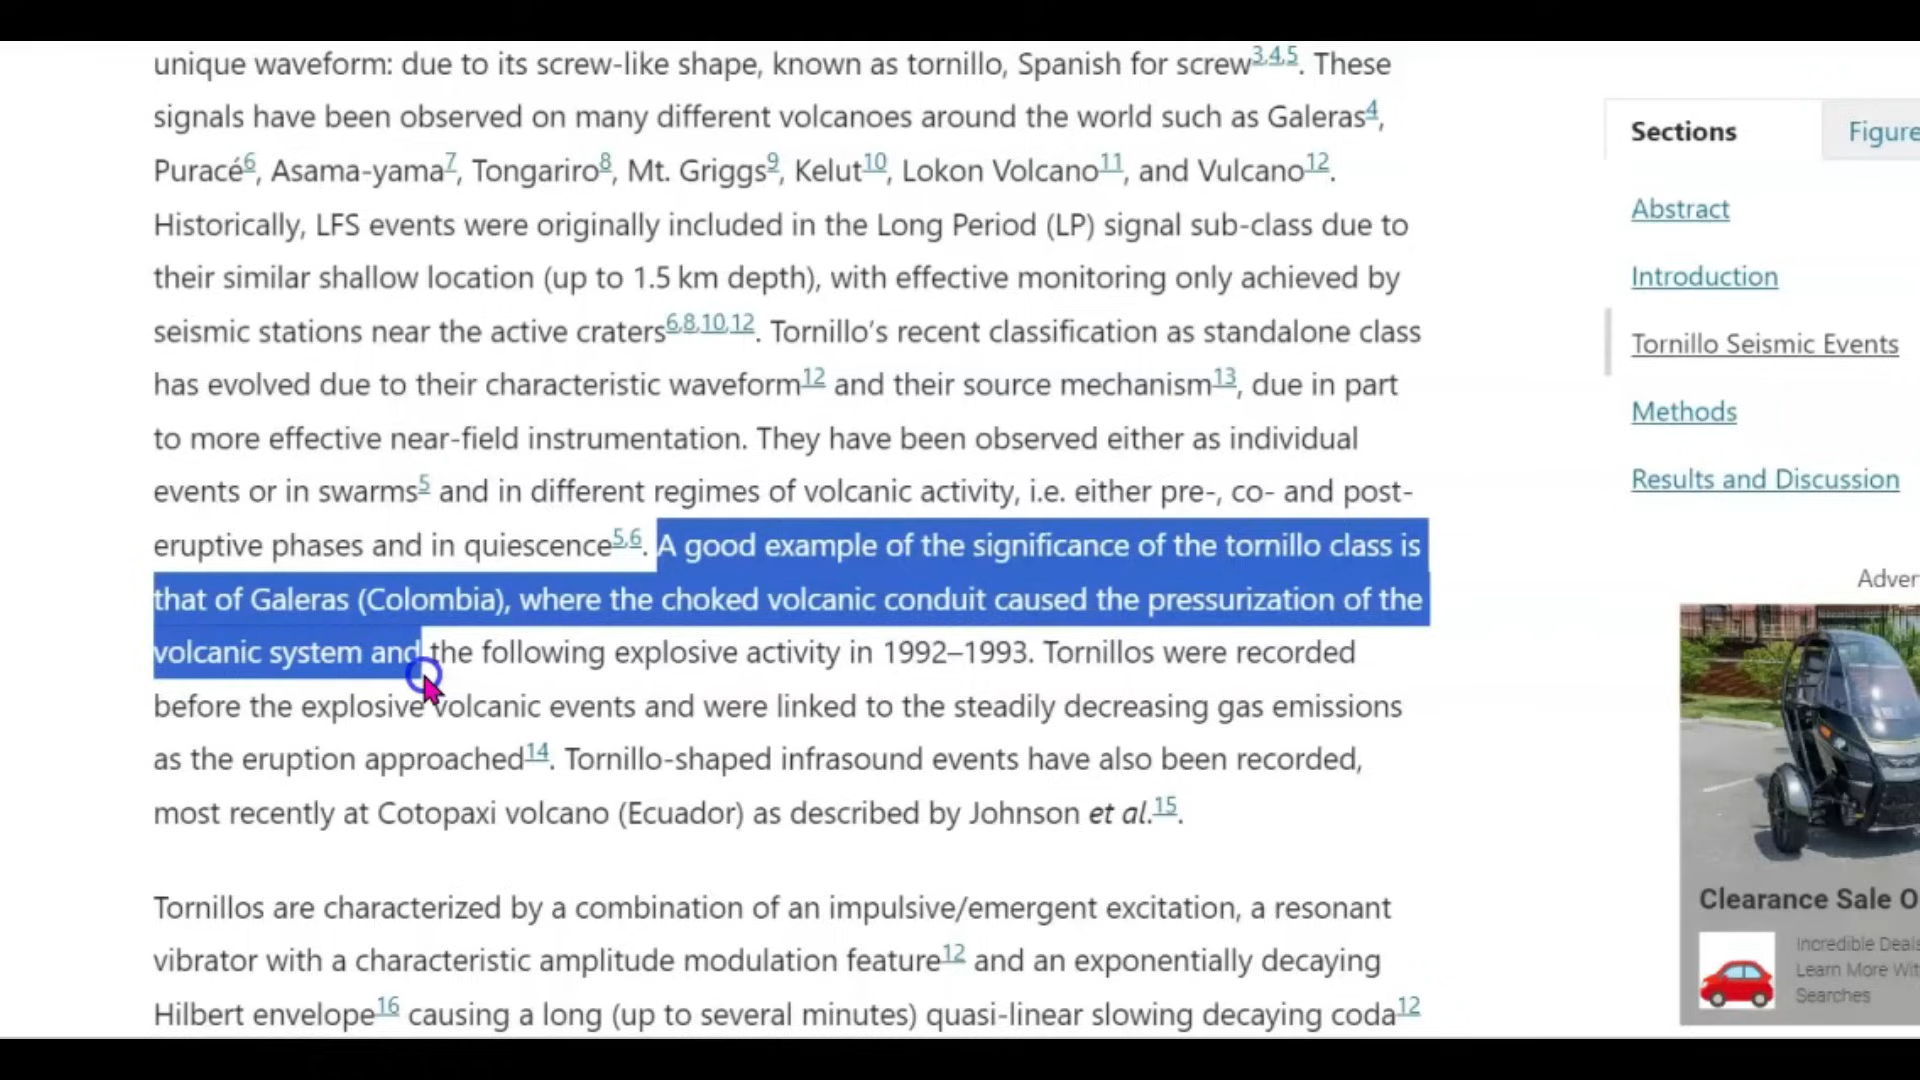 unique waveform: due to its screw-like shape, known as tornillo, Spanish for screw3,4,5. These
signals have been observed on many different volcanoes around the world such as Galeras4,
Puracé6, Asama-yama7, Tongariro8, Mt. Griggs9, Kelut10, Lokon Volcano11, and Vulcano12.
Historically, LFS events were originally included in the Long Period (LP) signal sub-class due to
their similar shallow location (up to 1.5 km depth), with effective monitoring only achieved by
seismic stations near the active craters6,8,10,12. Tornillo's recent classification as standalone class
has evolved due to their characteristic waveform12 and their source mechanism13, due in part
to more effective near-field instrumentation. They have been observed either as individual
events or in swarms5 and in different regimes of volcanic activity, i.e. either pre-, co- and post-
eruptive phases and in quiescence5,6. A good example of the significance of the tornillo class is
that of Galeras (Colombia), where the choked volcanic conduit caused the pressurization of the
volcanic system and the following explosive activity in 1992–1993. Tornillos were recorded
before the explosive volcanic events and were linked to the steadily decreasing gas emissions
as the eruption approached14. Tornillo-shaped infrasound events have also been recorded,
most recently at Cotopaxi volcano (Ecuador) as described by Johnson et al.15.
Tornillos are characterized by a combination of an impulsive/emergent excitation, a resonant
vibrator with a characteristic amplitude modulation feature12 and an exponentially decaying
Hilbert envelope16 causing a long (up to several minutes) quasi-linear slowing decaying coda12
Sections
Figure
Abstract
Introduction
Tornillo Seismic Events
Methods
Results and Discussion
Adver
Clearance Sale O
Incredible Deals
Learn More Wit
Searches